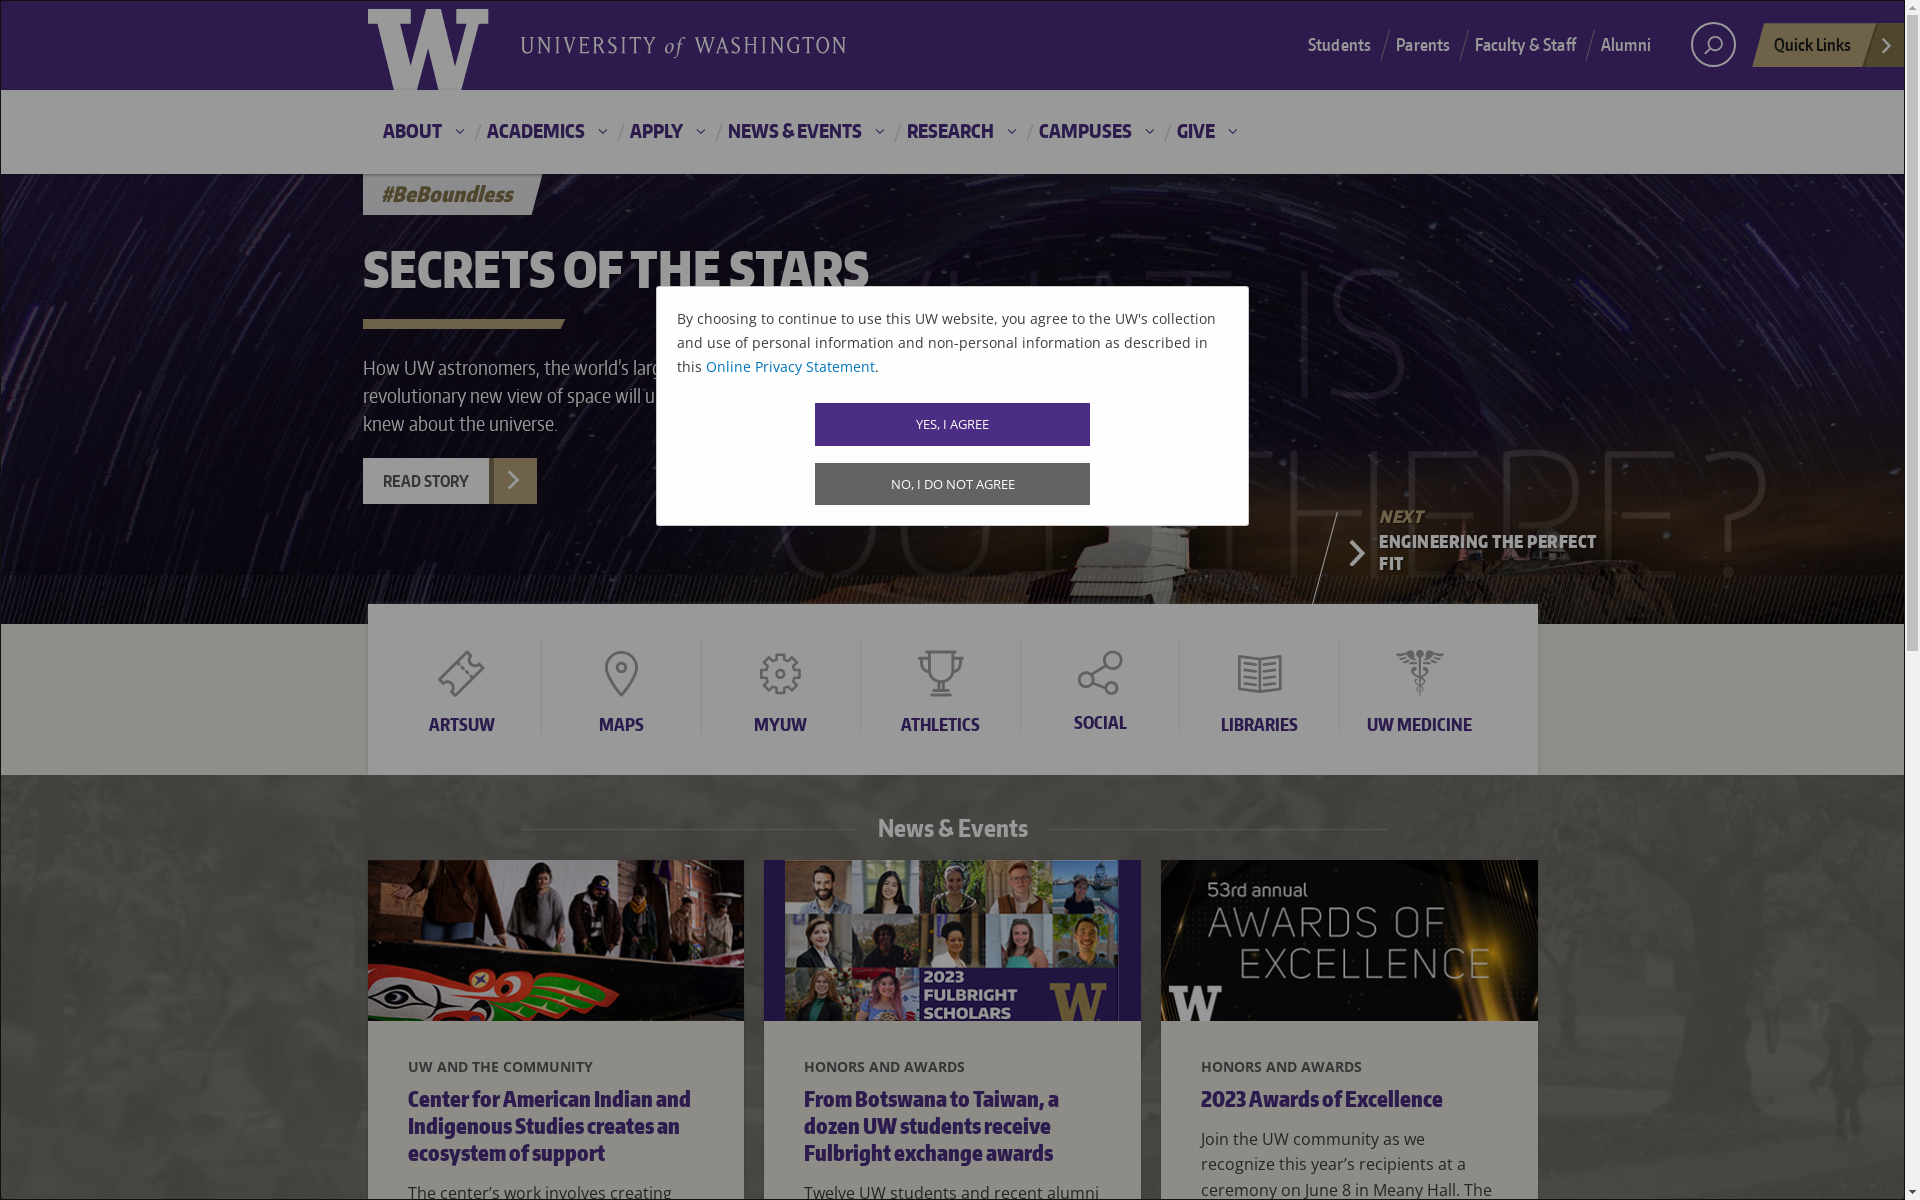 W UNIVERSITY of WASHINGTON
Students
Parents
Faculty & Staff
Alumni
Quick Links
ABOUT
ACADEMICS
APPLY
NEWS & EVENTS
RESEARCH
CAMPUSES
GIVE
#BeBoundless
SECRETS OF THE STARS
WHAT IS
OUT THERE?
How UW astronomers, the world's larg
revolutionary new view of space will u
knew about the universe.
READ STORY
By choosing to continue to use this UW website, you agree to the UW's collection
and use of personal information and non-personal information as described in
this Online Privacy Statement.
YES, I AGREE
NO, I DO NOT AGREE
NEXT
ENGINEERING THE PERFECT
FIT
ARTSUW
MAPS
MYUW
ATHLETICS
SOCIAL
LIBRARIES
UW MEDICINE
News & Events
2023
FULBRIGHT
SCHOLARS
W
53rd annual
AWARDS OF
EXCELLENCE
W
UW AND THE COMMUNITY
Center for American Indian and
Indigenous Studies creates an
ecosystem of support
The center's work involves creating
HONORS AND AWARDS
From Botswana to Taiwan, a
dozen UW students receive
Fulbright exchange awards
Twelve UW students and recent alumni
HONORS AND AWARDS
2023 Awards of Excellence
Join the UW community as we
recognize this year's recipients at a
ceremony on June 8 in Meany Hall. The